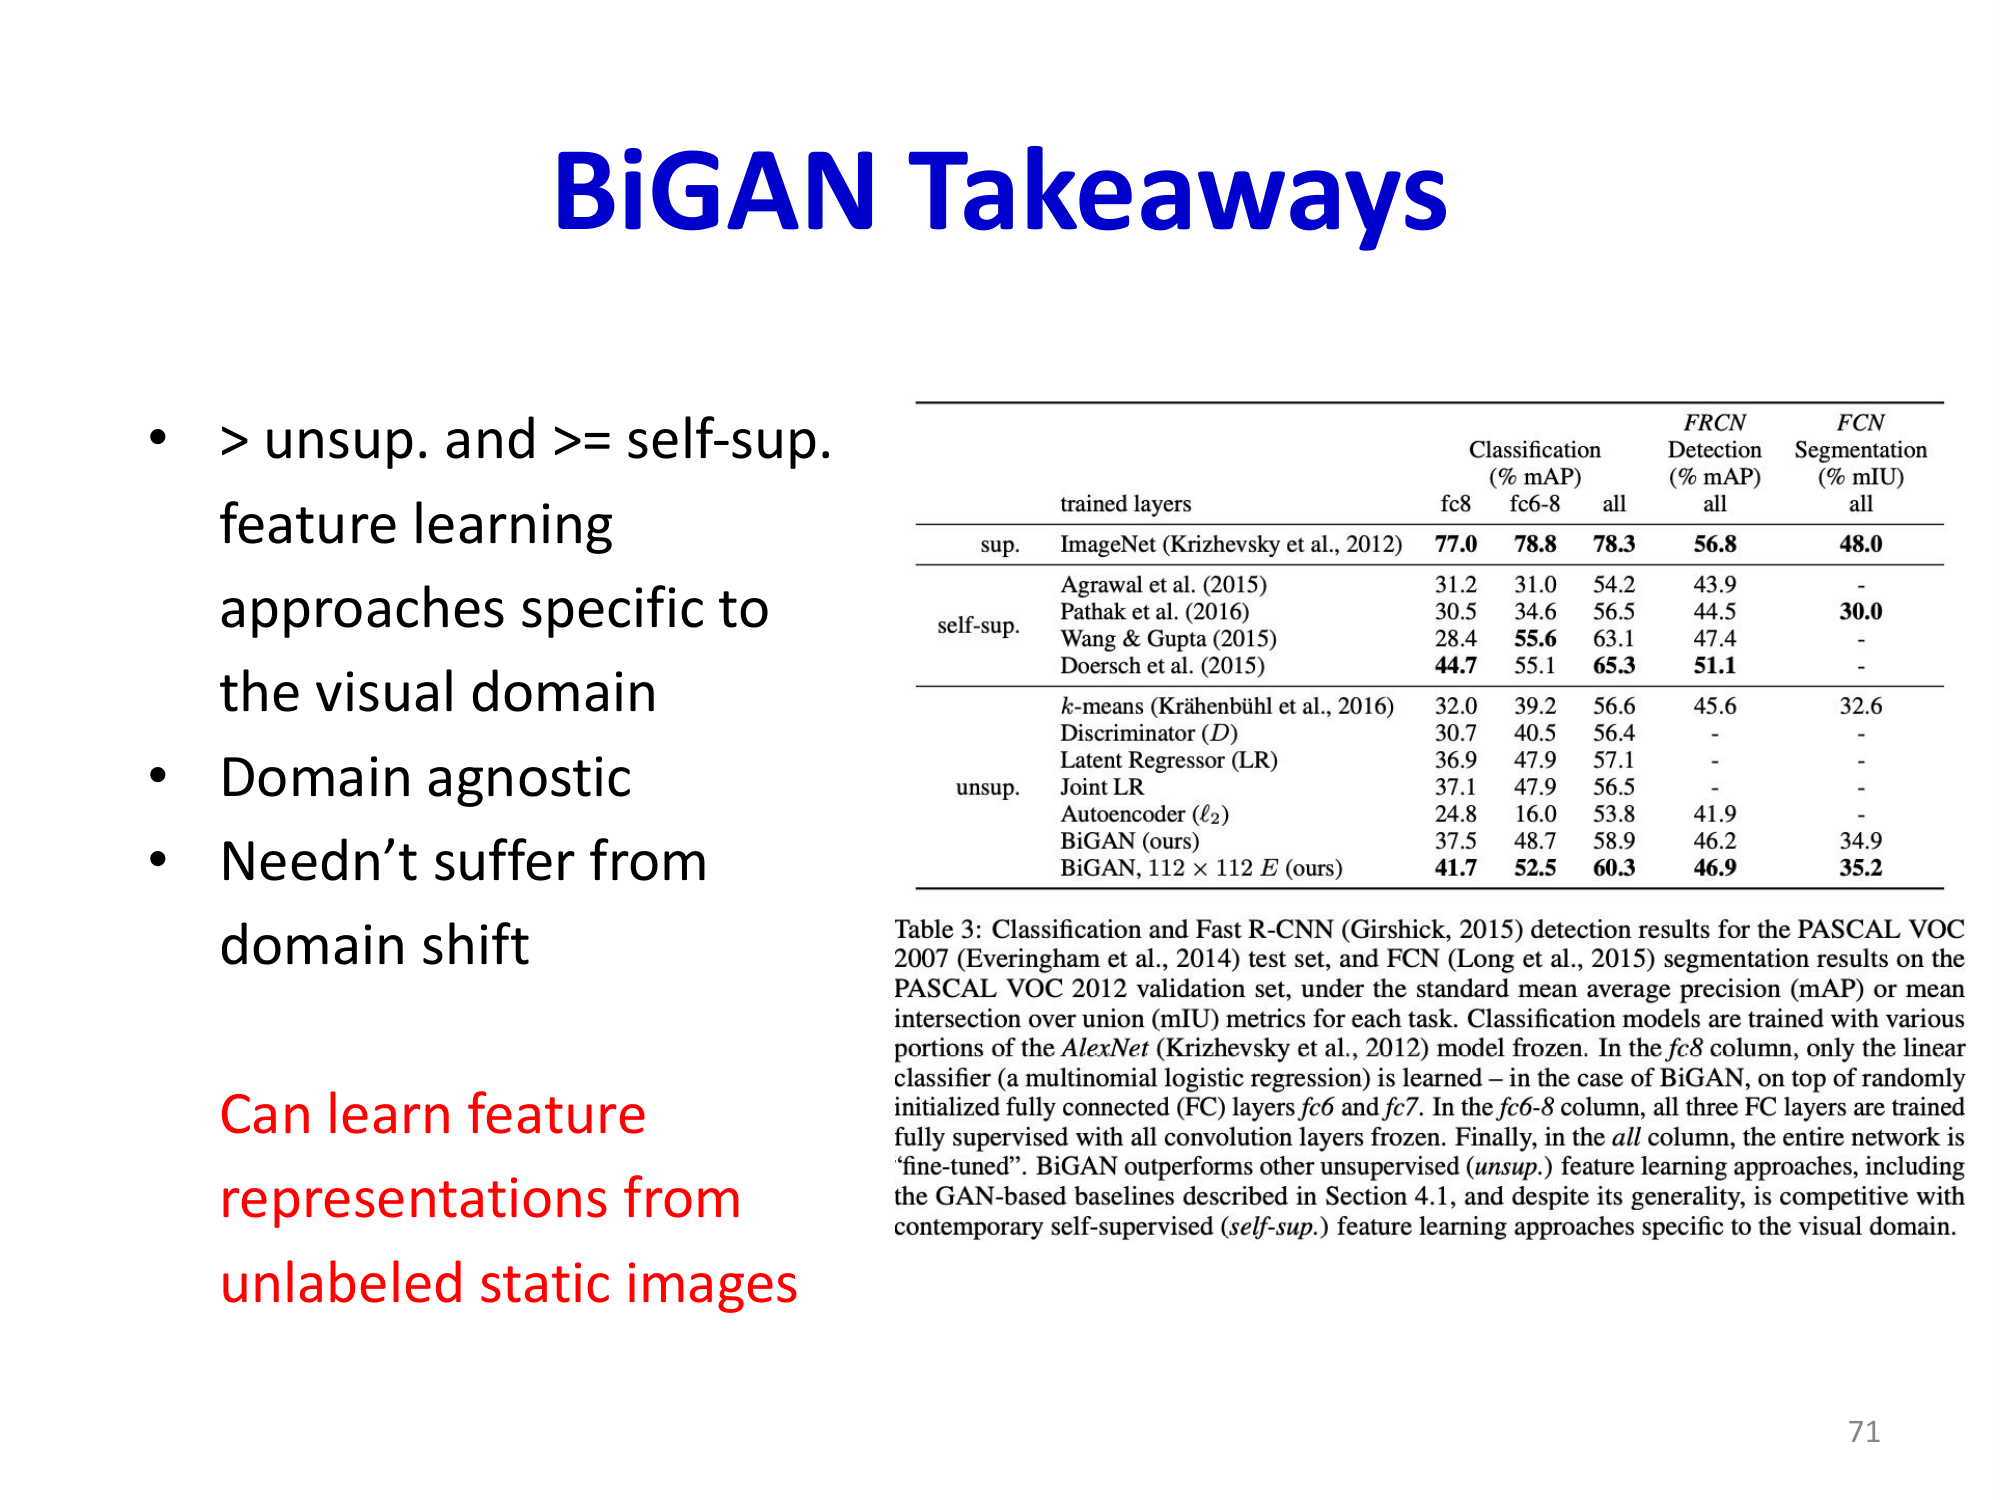 BiGAN Takeaways
• > unsup. and >= self-sup.
feature learning
approaches specific to
the visual domain
• Domain agnostic
• Needn’t suffer from
domain shift
Can learn feature
representations from
unlabeled static images
FRCN FCN
Classification Detection Segmentation
(% mAP) (% mAP) (% mIU)
trained layers fc8 fc6-8 all all all
sup. ImageNet (Krizhevsky et al., 2012) 77.0 78.8 78.3 56.8 48.0
self-sup. Agrawal et al. (2015) 31.2 31.0 54.2 43.9 -
Pathak et al. (2016) 30.5 34.6 56.5 44.5 30.0
Wang & Gupta (2015) 28.4 55.6 63.1 47.4 -
Doersch et al. (2015) 44.7 55.1 65.3 51.1 -
unsup. k-means (Krähenbühl et al., 2016) 32.0 39.2 56.6 45.6 32.6
Discriminator (D) 30.7 40.5 56.4 - -
Latent Regressor (LR) 36.9 47.9 57.1 - -
Joint LR 37.1 47.9 56.5 - -
Autoencoder (ℓ2) 24.8 16.0 53.8 41.9 -
BiGAN (ours) 37.5 48.7 58.9 46.2 34.9
BiGAN, 112 × 112 E (ours) 41.7 52.5 60.3 46.9 35.2
Table 3: Classification and Fast R-CNN (Girshick, 2015) detection results for the PASCAL VOC
2007 (Everingham et al., 2014) test set, and FCN (Long et al., 2015) segmentation results on the
PASCAL VOC 2012 validation set, under the standard mean average precision (mAP) or mean
intersection over union (mIU) metrics for each task. Classification models are trained with various
portions of the AlexNet (Krizhevsky et al., 2012) model frozen. In the fc8 column, only the linear
classifier (a multinomial logistic regression) is learned – in the case of BiGAN, on top of randomly
initialized fully connected (FC) layers fc6 and fc7. In the fc6-8 column, all three FC layers are trained
fully supervised with all convolution layers frozen. Finally, in the all column, the entire network is
“fine-tuned”. BiGAN outperforms other unsupervised (unsup.) feature learning approaches, including
the GAN-based baselines described in Section 4.1, and despite its generality, is competitive with
contemporary self-supervised (self-sup.) feature learning approaches specific to the visual domain.
71